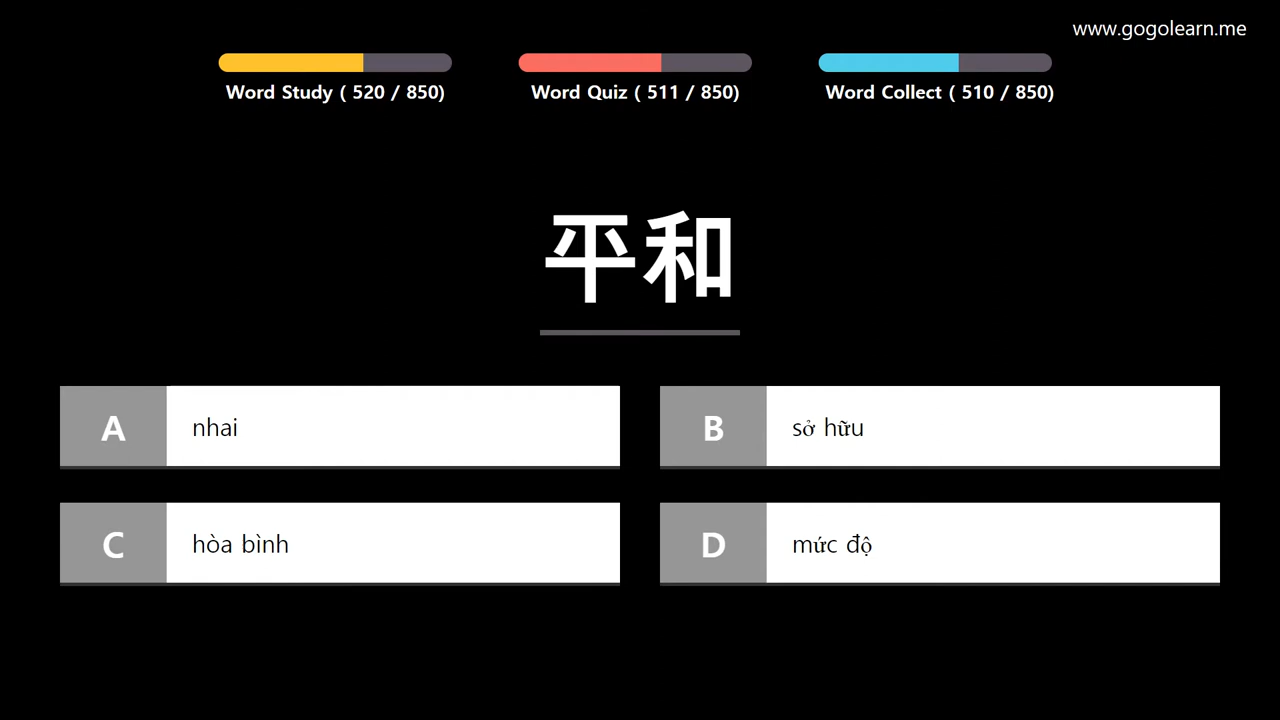 www.gogolearn.me
Word Study ( 520 / 850)
Word Quiz ( 511 / 850)
Word Collect ( 510 / 850)
平和
A
nhai
B
sở hữu
C
hòa bình
D
mức độ